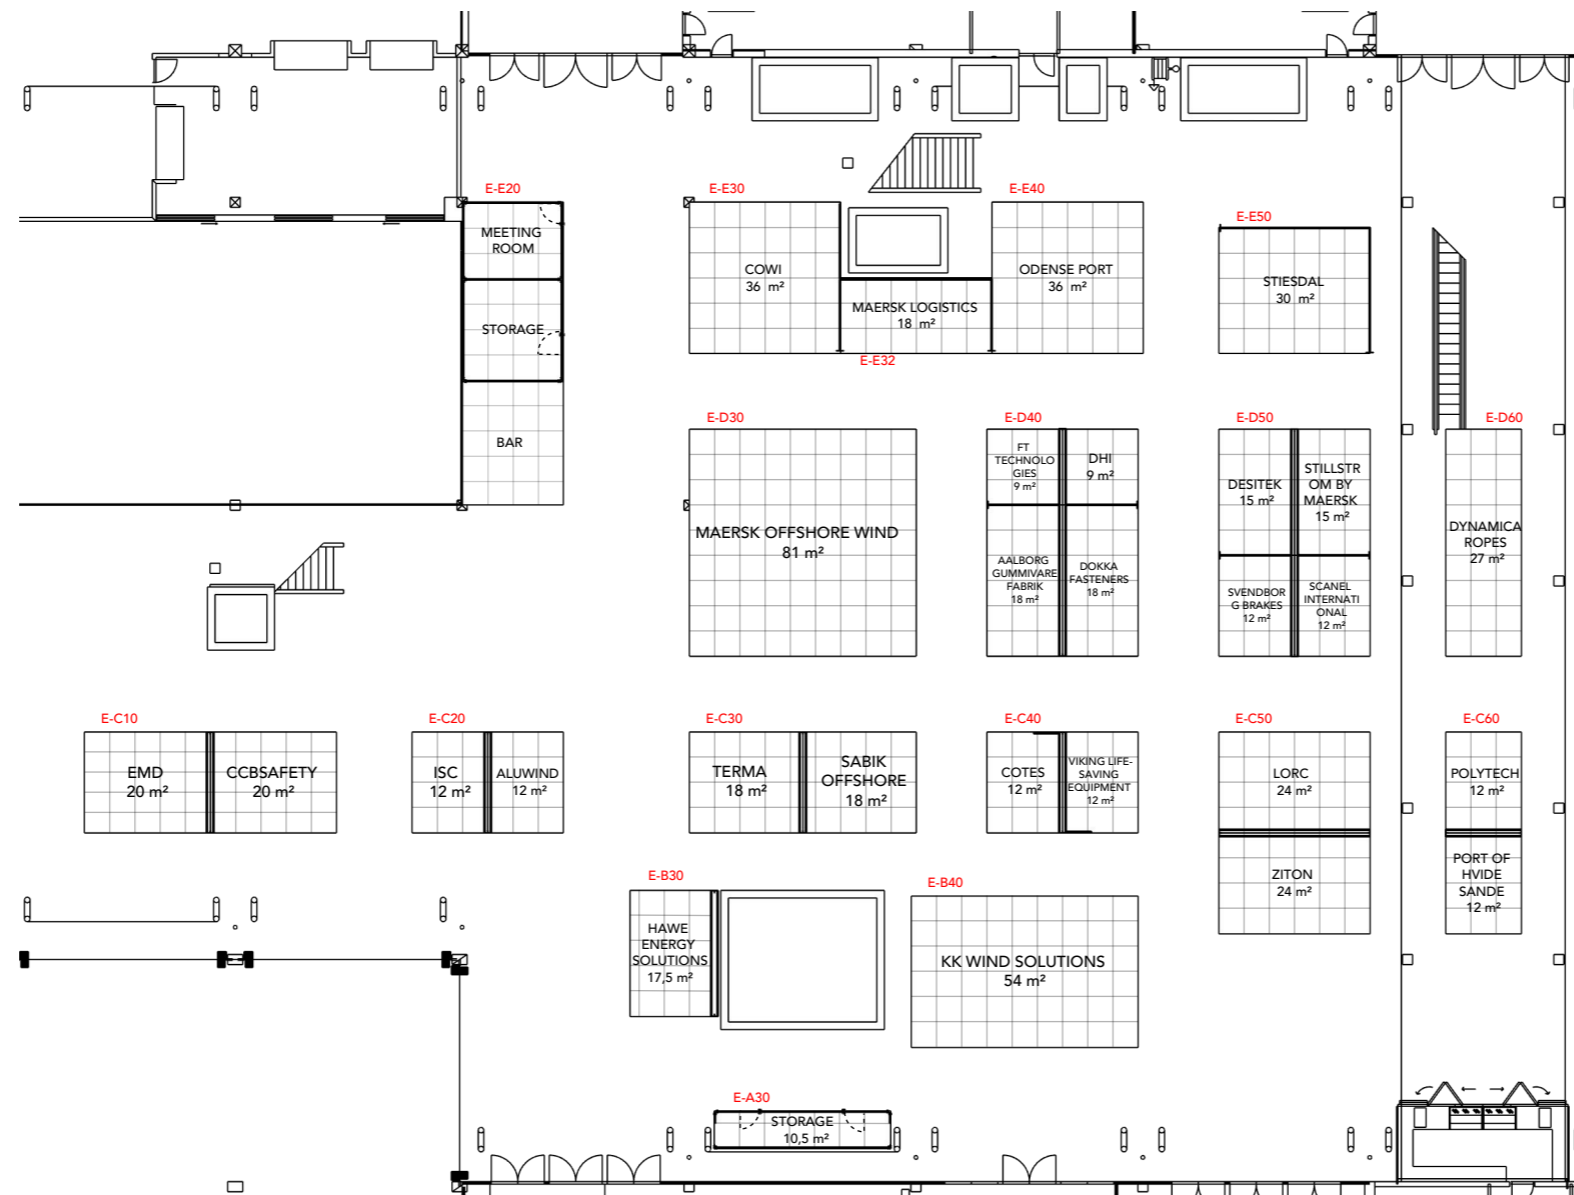 E-E20
MEETING
ROOM
STORAGE
BAR
E-E30
COWI
36 m²
MAERSK LOGISTICS
18 m²
E-E32
E-E40
ODENSE PORT
36 m²
E-E50
STIESDAL
30 m²
E-D30
MAERSK OFFSHORE WIND
81 m²
E-D40
FT
TECHNOLO
GIES
9 m²
DHI
9 m²
AALBORG
GUMMIVARE
FABRIK
18 m²
DOKKA
FASTENERS
18 m²
E-D50
DESITEK
15 m²
STILLSTR
OM BY
MAERSK
15 m²
SVENDBOR
G BRAKES
12 m²
SCANEL
INTERNATI
ONAL
12 m²
E-D60
DYNAMICA
ROPES
27 m²
E-C10
EMD
20 m²
CCBSAFETY
20 m²
E-C20
ISC
12 m²
ALUWIND
12 m²
E-C30
TERMA
18 m²
SABIK
OFFSHORE
18 m²
E-C40
COTES
12 m²
VIKING LIFE-
SAVING
EQUIPMENT
12 m²
E-C50
LORC
24 m²
ZITON
24 m²
E-C60
POLYTECH
12 m²
PORT OF
HVIDE
SANDE
12 m²
E-B30
HAWE
ENERGY
SOLUTIONS
17,5 m²
E-B40
KK WIND SOLUTIONS
54 m²
E-A30
STORAGE
10,5 m²